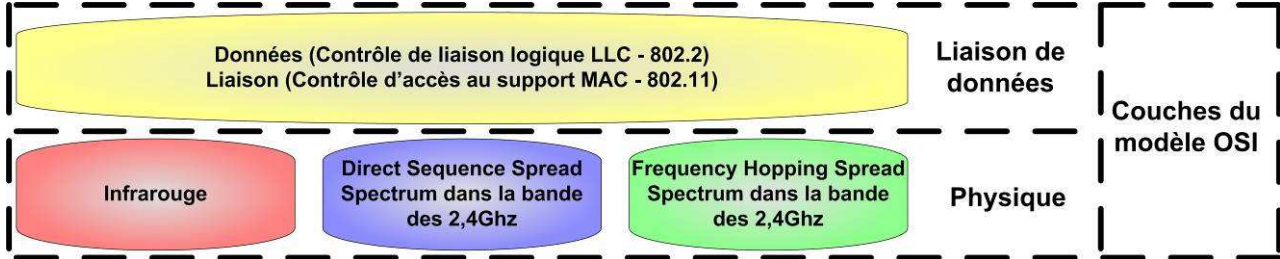 Données (Contrôle de liaison logique LLC - 802.2)
Liaison (Contrôle d'accès au support MAC - 802.11)
Liaison de
données
Couches du
modèle OSI
Infrarouge
Direct Sequence Spread
Spectrum dans la bande
des 2,4Ghz
Frequency Hopping Spread
Spectrum dans la bande
des 2,4Ghz
Physique